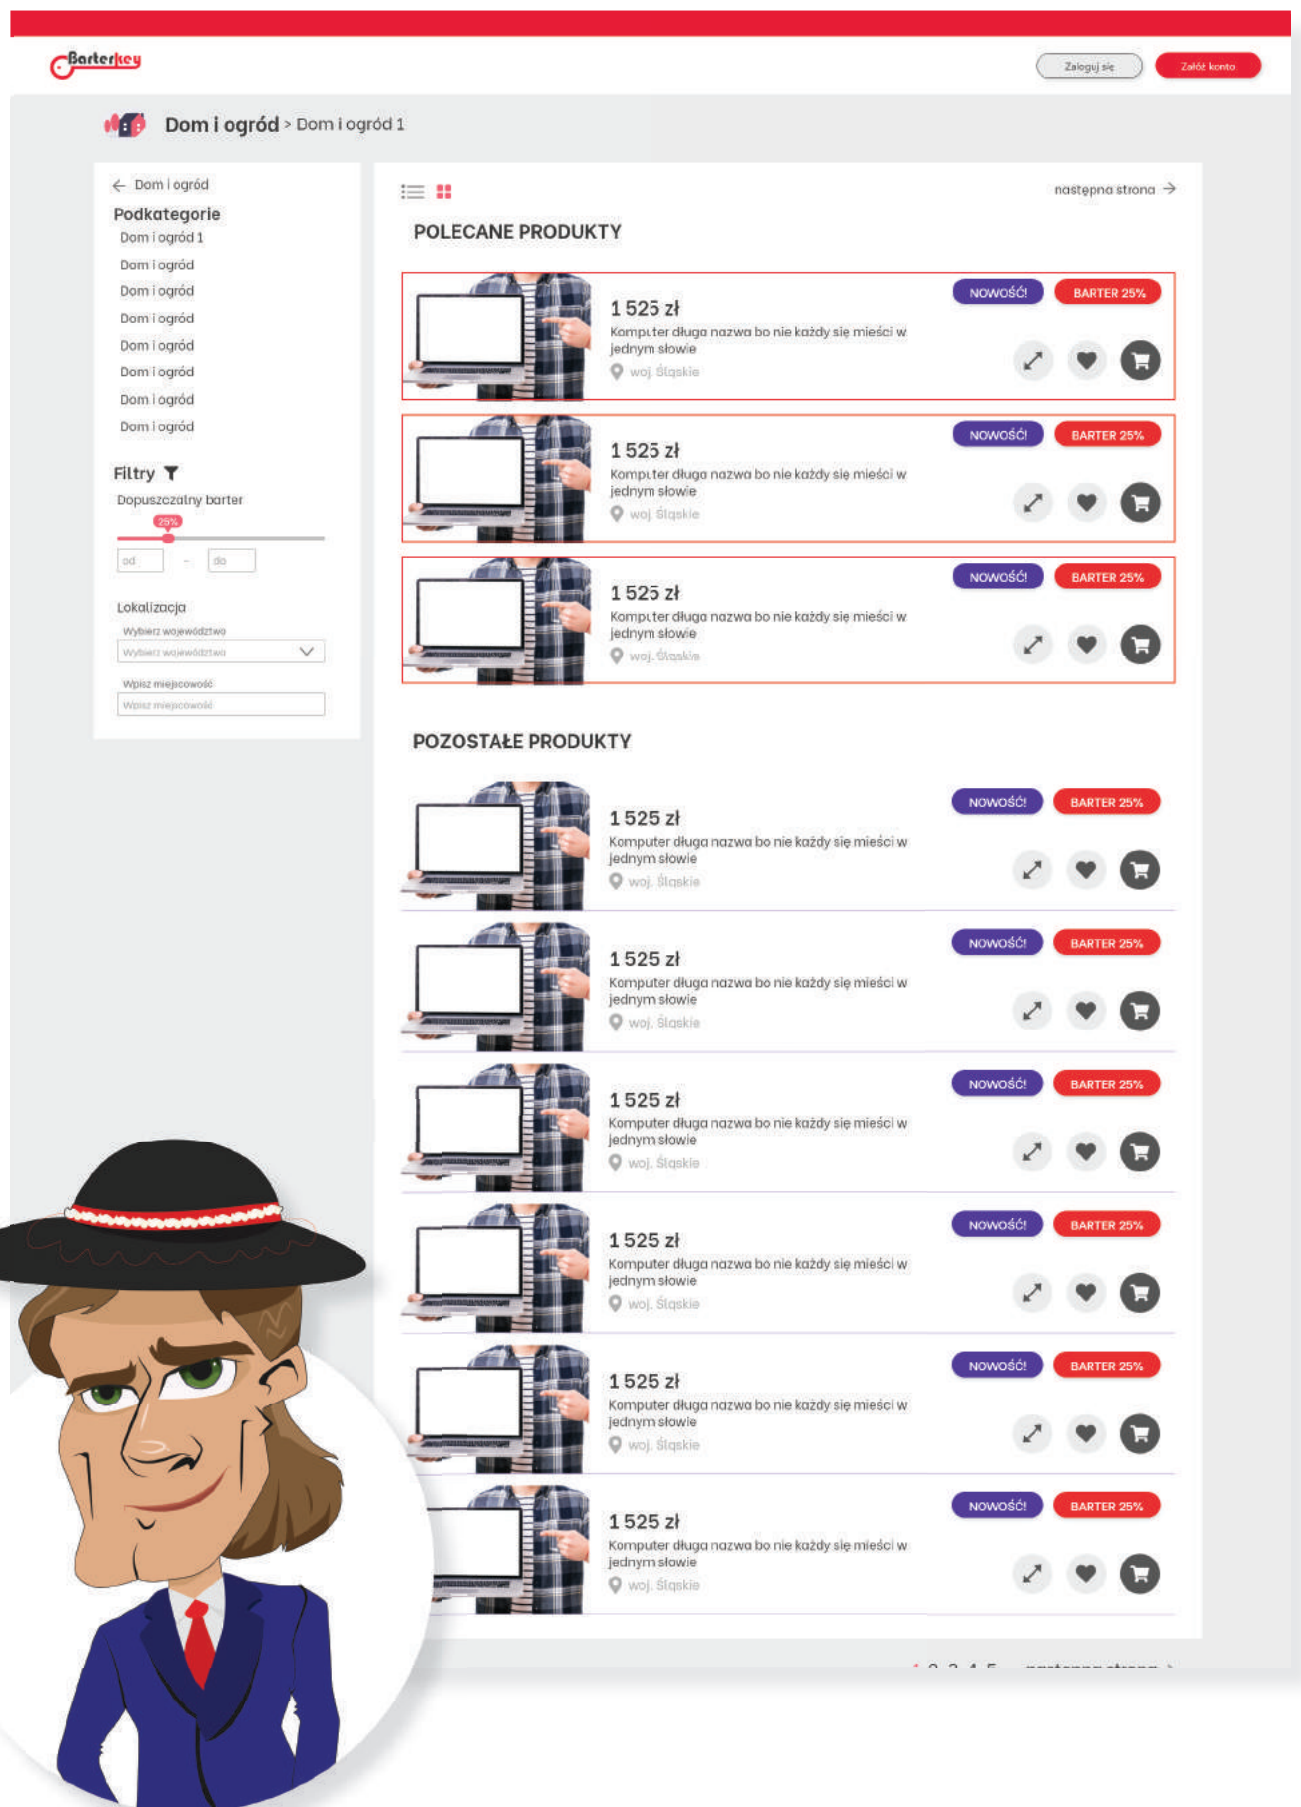 Barterkey
Zaloguj się
Załóż konto
Dom i ogród > Dom i ogród 1
← Dom i ogród
Podkategorie
Dom i ogród 1
Dom i ogród
Dom i ogród
Dom i ogród
Dom i ogród
Dom i ogród
Dom i ogród
Dom i ogród
Filtry
Dopuszczalny barter
25%
od - do
Lokalizacja
Wybierz województwo
Wybierz województwo
Wpisz miejscowość
Wpisz miejscowość
następna strona →
POLECANE PRODUKTY
NOWOŚĆ! BARTER 25%
1 525 zł
Komputer długa nazwa bo nie każdy się mieści w
jednym słowie
woj. Śląskie
NOWOŚĆ! BARTER 25%
1 525 zł
Komputer długa nazwa bo nie każdy się mieści w
jednym słowie
woj. Śląskie
NOWOŚĆ! BARTER 25%
1 525 zł
Komputer długa nazwa bo nie każdy się mieści w
jednym słowie
woj. Śląskie
POZOSTAŁE PRODUKTY
NOWOŚĆ! BARTER 25%
1 525 zł
Komputer długa nazwa bo nie każdy się mieści w
jednym słowie
woj. Śląskie
NOWOŚĆ! BARTER 25%
1 525 zł
Komputer długa nazwa bo nie każdy się mieści w
jednym słowie
woj. Śląskie
NOWOŚĆ! BARTER 25%
1 525 zł
Komputer długa nazwa bo nie każdy się mieści w
jednym słowie
woj. Śląskie
NOWOŚĆ! BARTER 25%
1 525 zł
Komputer długa nazwa bo nie każdy się mieści w
jednym słowie
woj. Śląskie
NOWOŚĆ! BARTER 25%
1 525 zł
Komputer długa nazwa bo nie każdy się mieści w
jednym słowie
woj. Śląskie
NOWOŚĆ! BARTER 25%
1 525 zł
Komputer długa nazwa bo nie każdy się mieści w
jednym słowie
woj. Śląskie